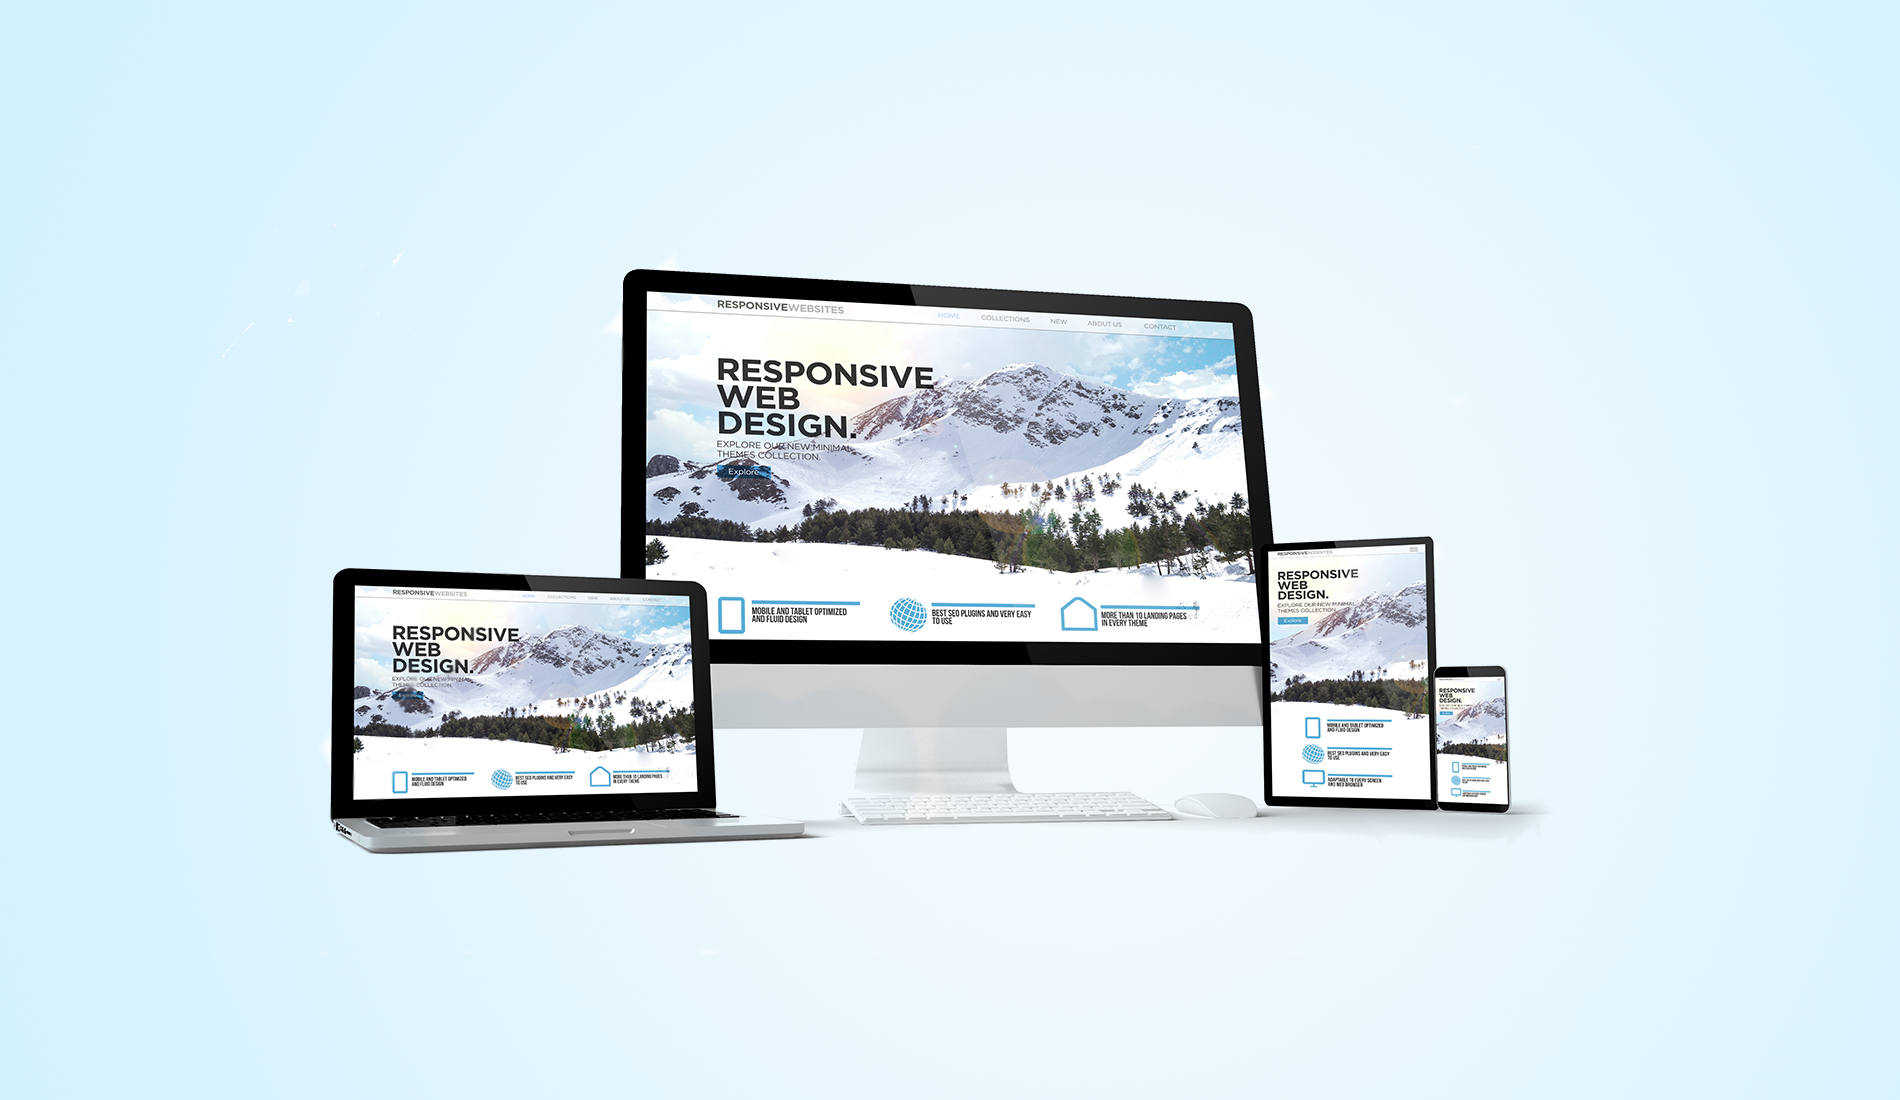 RESPONSIVEWEBSITES
HOME COLLECTIONS NEW ABOUT US CONTACT
RESPONSIVE
WEB
DESIGN.
EXPLORE OUR NEW MINIMAL
THEMES COLLECTION.
Explore
MOBILE AND TABLET OPTIMIZED
AND FLUID DESIGN
BEST SEO PLUGINS AND VERY EASY
TO USE
MORE THAN 10 LANDING PAGES
IN EVERY THEME
RESPONSIVEWEBSITES
HOME COLLECTIONS NEW ABOUT US CONTACT
RESPONSIVE
WEB
DESIGN.
EXPLORE OUR NEW MINIMAL
THEMES COLLECTION.
MOBILE AND TABLET OPTIMIZED
AND FLUID DESIGN
BEST SEO PLUGINS AND VERY EASY
TO USE
MORE THAN 10 LANDING PAGES
IN EVERY THEME
RESPONSIVEWEBSITES
RESPONSIVE
WEB
DESIGN.
EXPLORE OUR NEW MINIMAL
THEMES COLLECTION.
Explore
MOBILE AND TABLET OPTIMIZED
AND FLUID DESIGN
BEST SEO PLUGINS AND VERY EASY
TO USE
ADAPTABLE TO EVERY SCREEN
AND WEB BROWSER
RESPONSIVE
WEB
DESIGN.